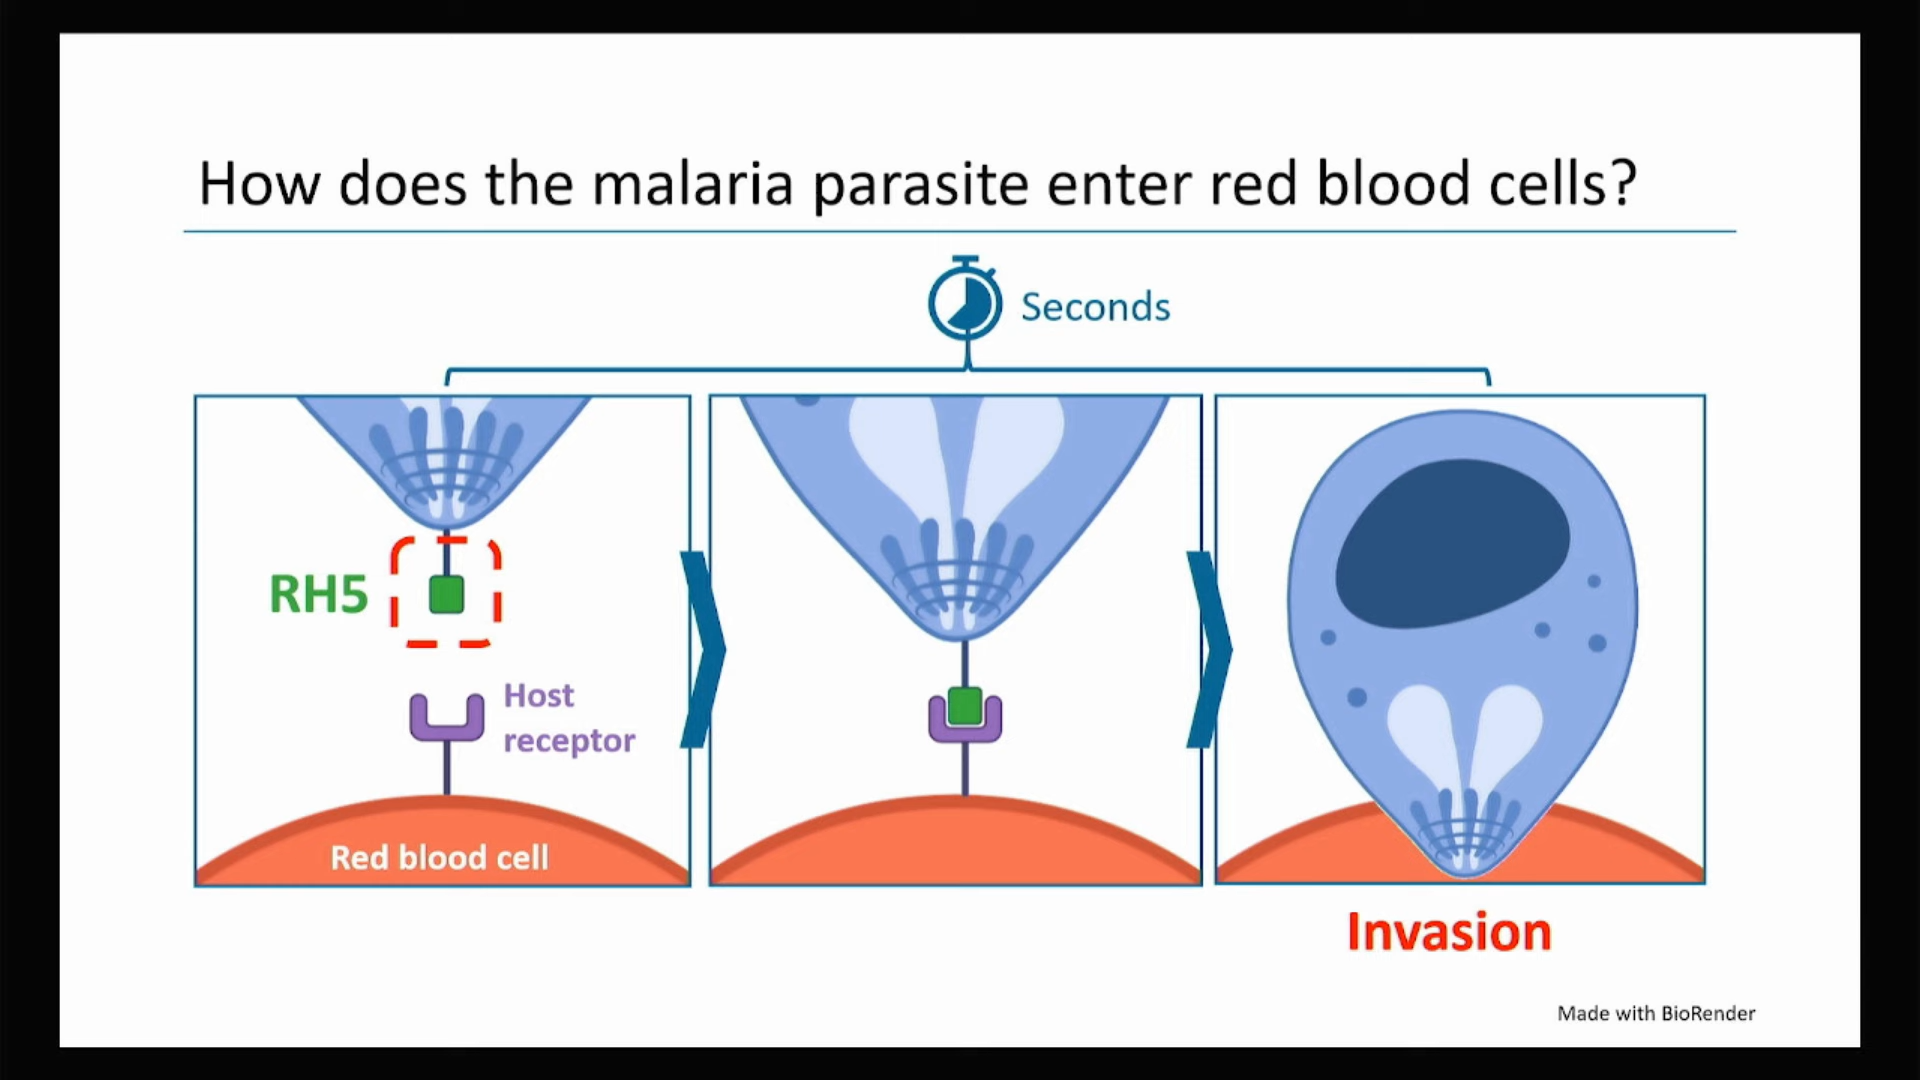 How does the malaria parasite enter red blood cells?
Seconds
RH5
Host
receptor
Red blood cell
Invasion
Made with BioRender